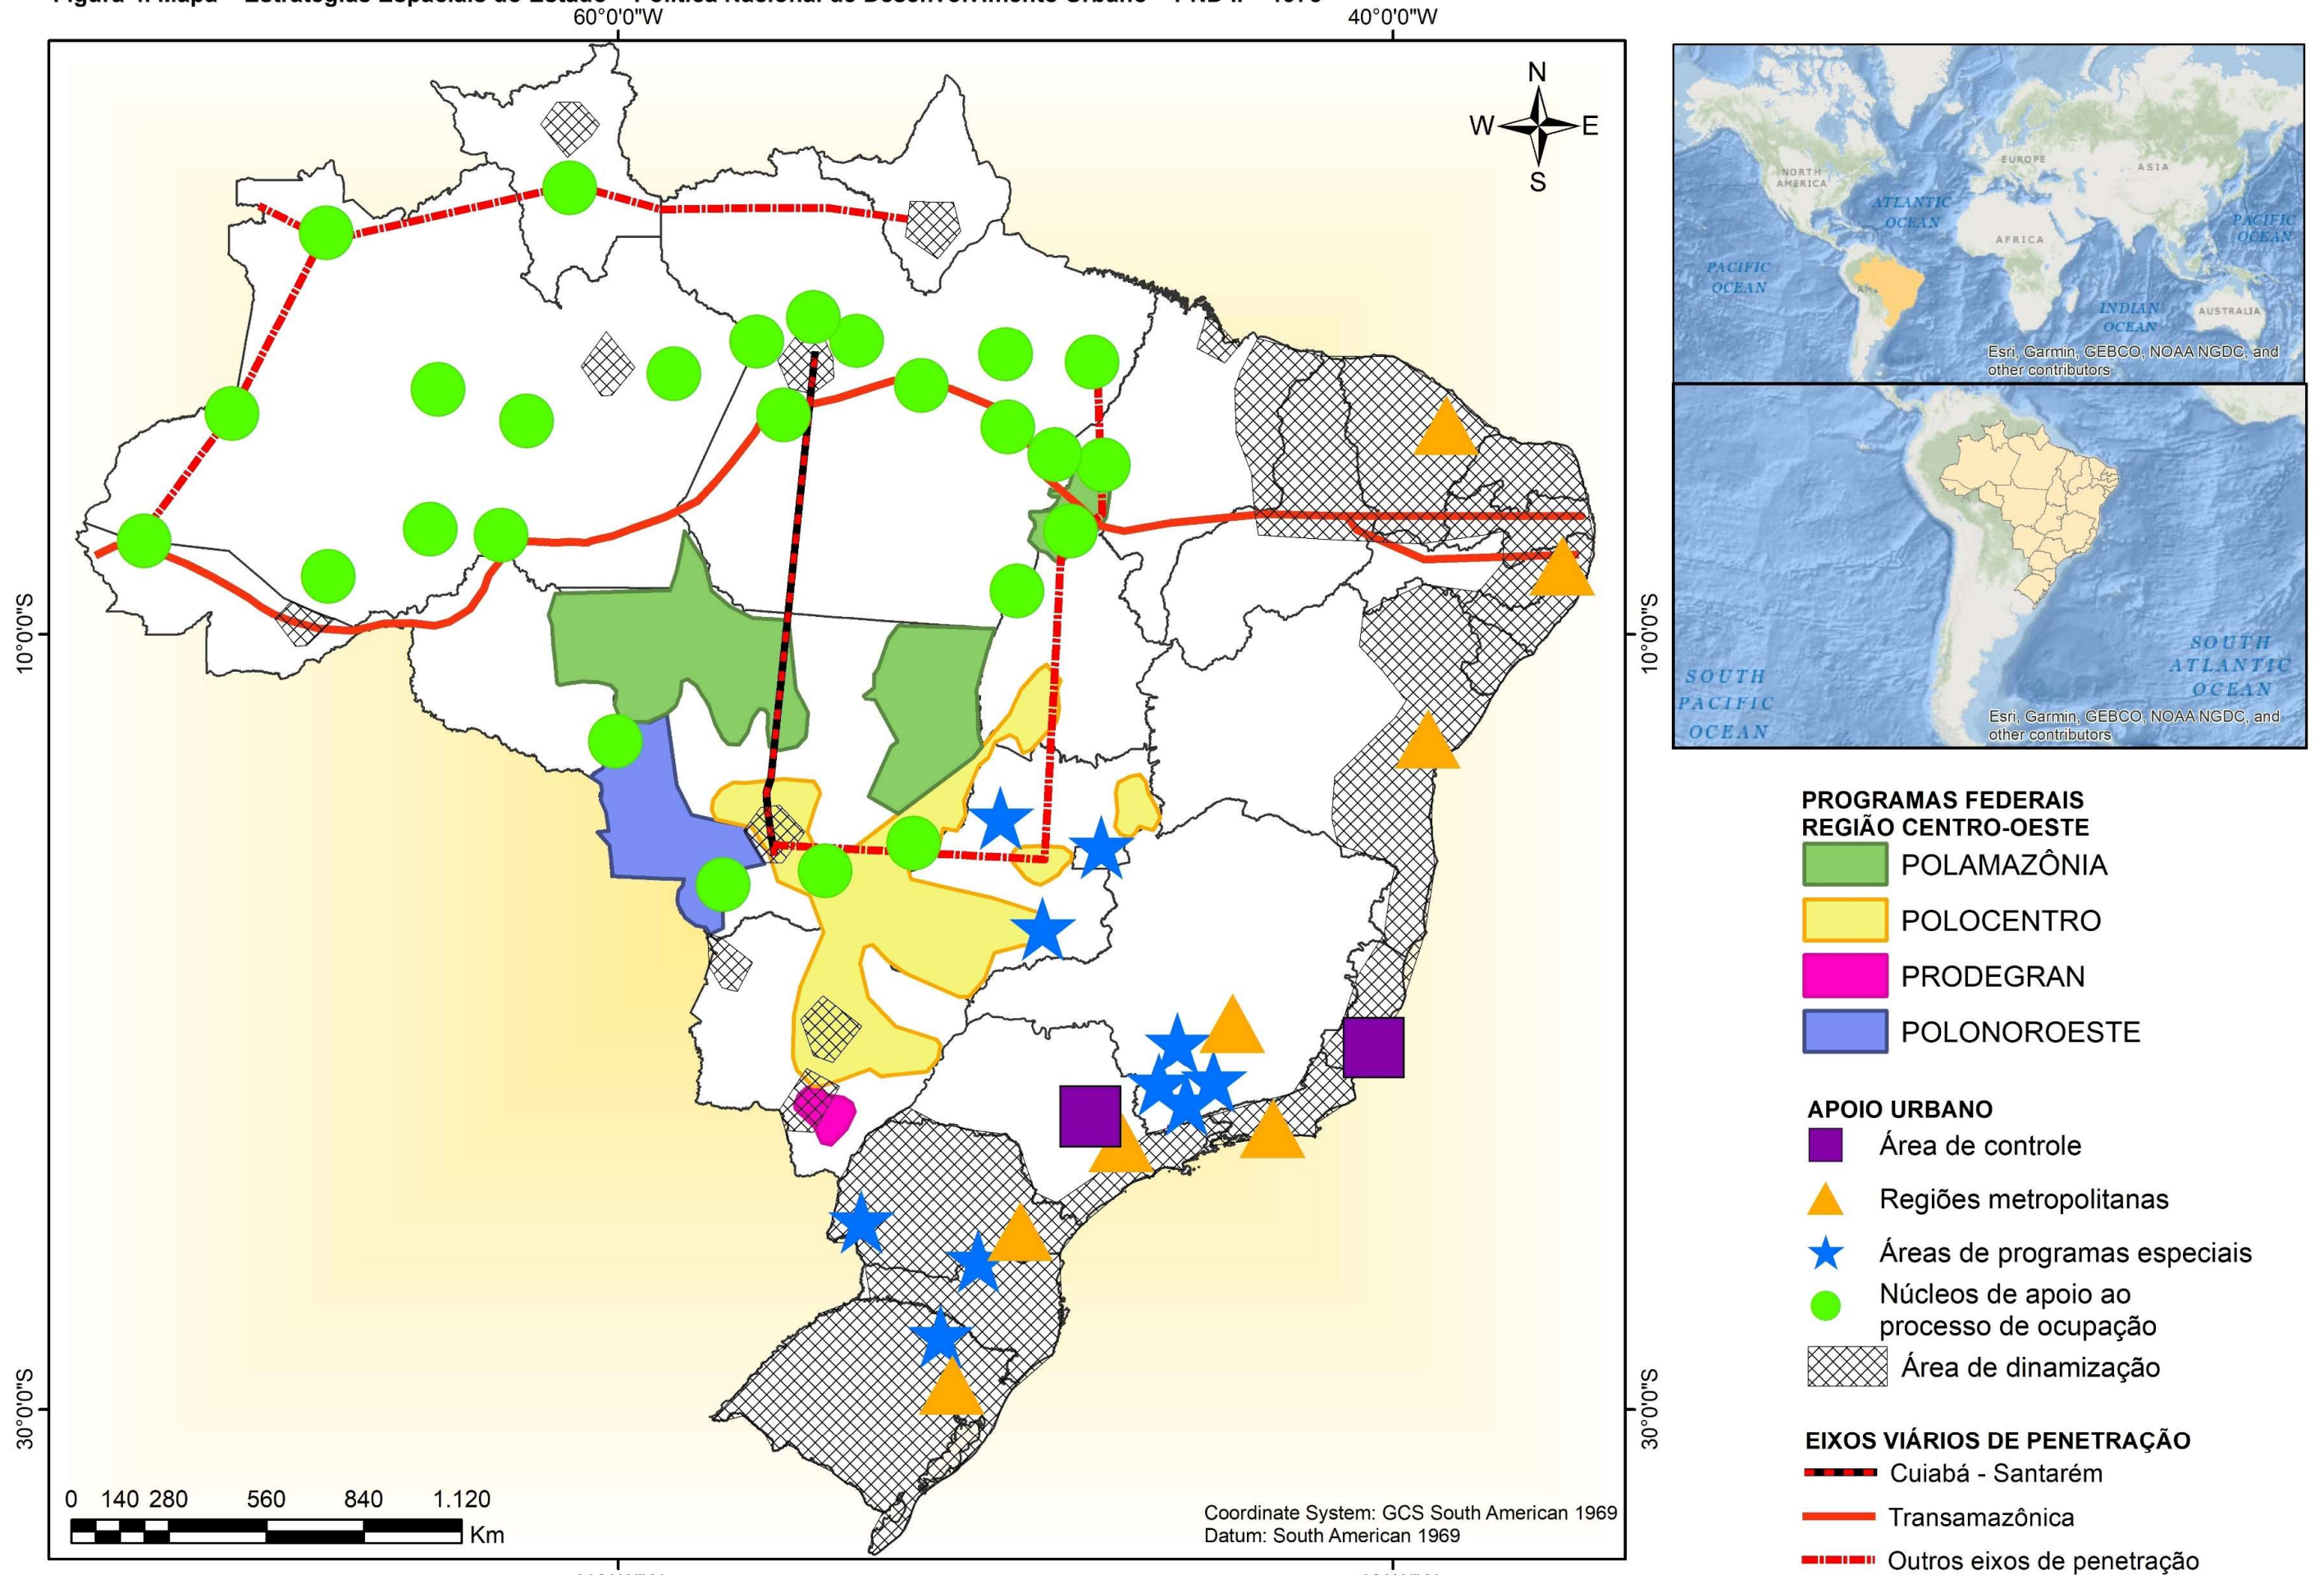 60°0'0"W
40°0'0"W
N
W E
S
10°0'0"S
10°0'0"S
30°0'0"S
30°0'0"S
0 140 280 560 840 1.120
Km
Coordinate System: GCS South American 1969
Datum: South American 1969
NORTH
AMERICA
EUROPE
ASIA
ATLANTIC
OCEAN
PACIFIC
OCEAN
AFRICA
PACIFIC
OCEAN
INDIAN
OCEAN
AUSTRALIA
Esri, Garmin, GEBCO, NOAA NGDC, and
other contributors
SOUTH
PACIFIC
OCEAN
SOUTH
ATLANTIC
OCEAN
Esri, Garmin, GEBCO, NOAA NGDC, and
other contributors
PROGRAMAS FEDERAIS
REGIÃO CENTRO-OESTE
POLAMAZÔNIA
POLOCENTRO
PRODEGRAN
POLONOROESTE
APOIO URBANO
Área de controle
Regiões metropolitanas
Áreas de programas especiais
Núcleos de apoio ao
processo de ocupação
Área de dinamização
EIXOS VIÁRIOS DE PENETRAÇÃO
Cuiabá - Santarém
Transamazônica
Outros eixos de penetração